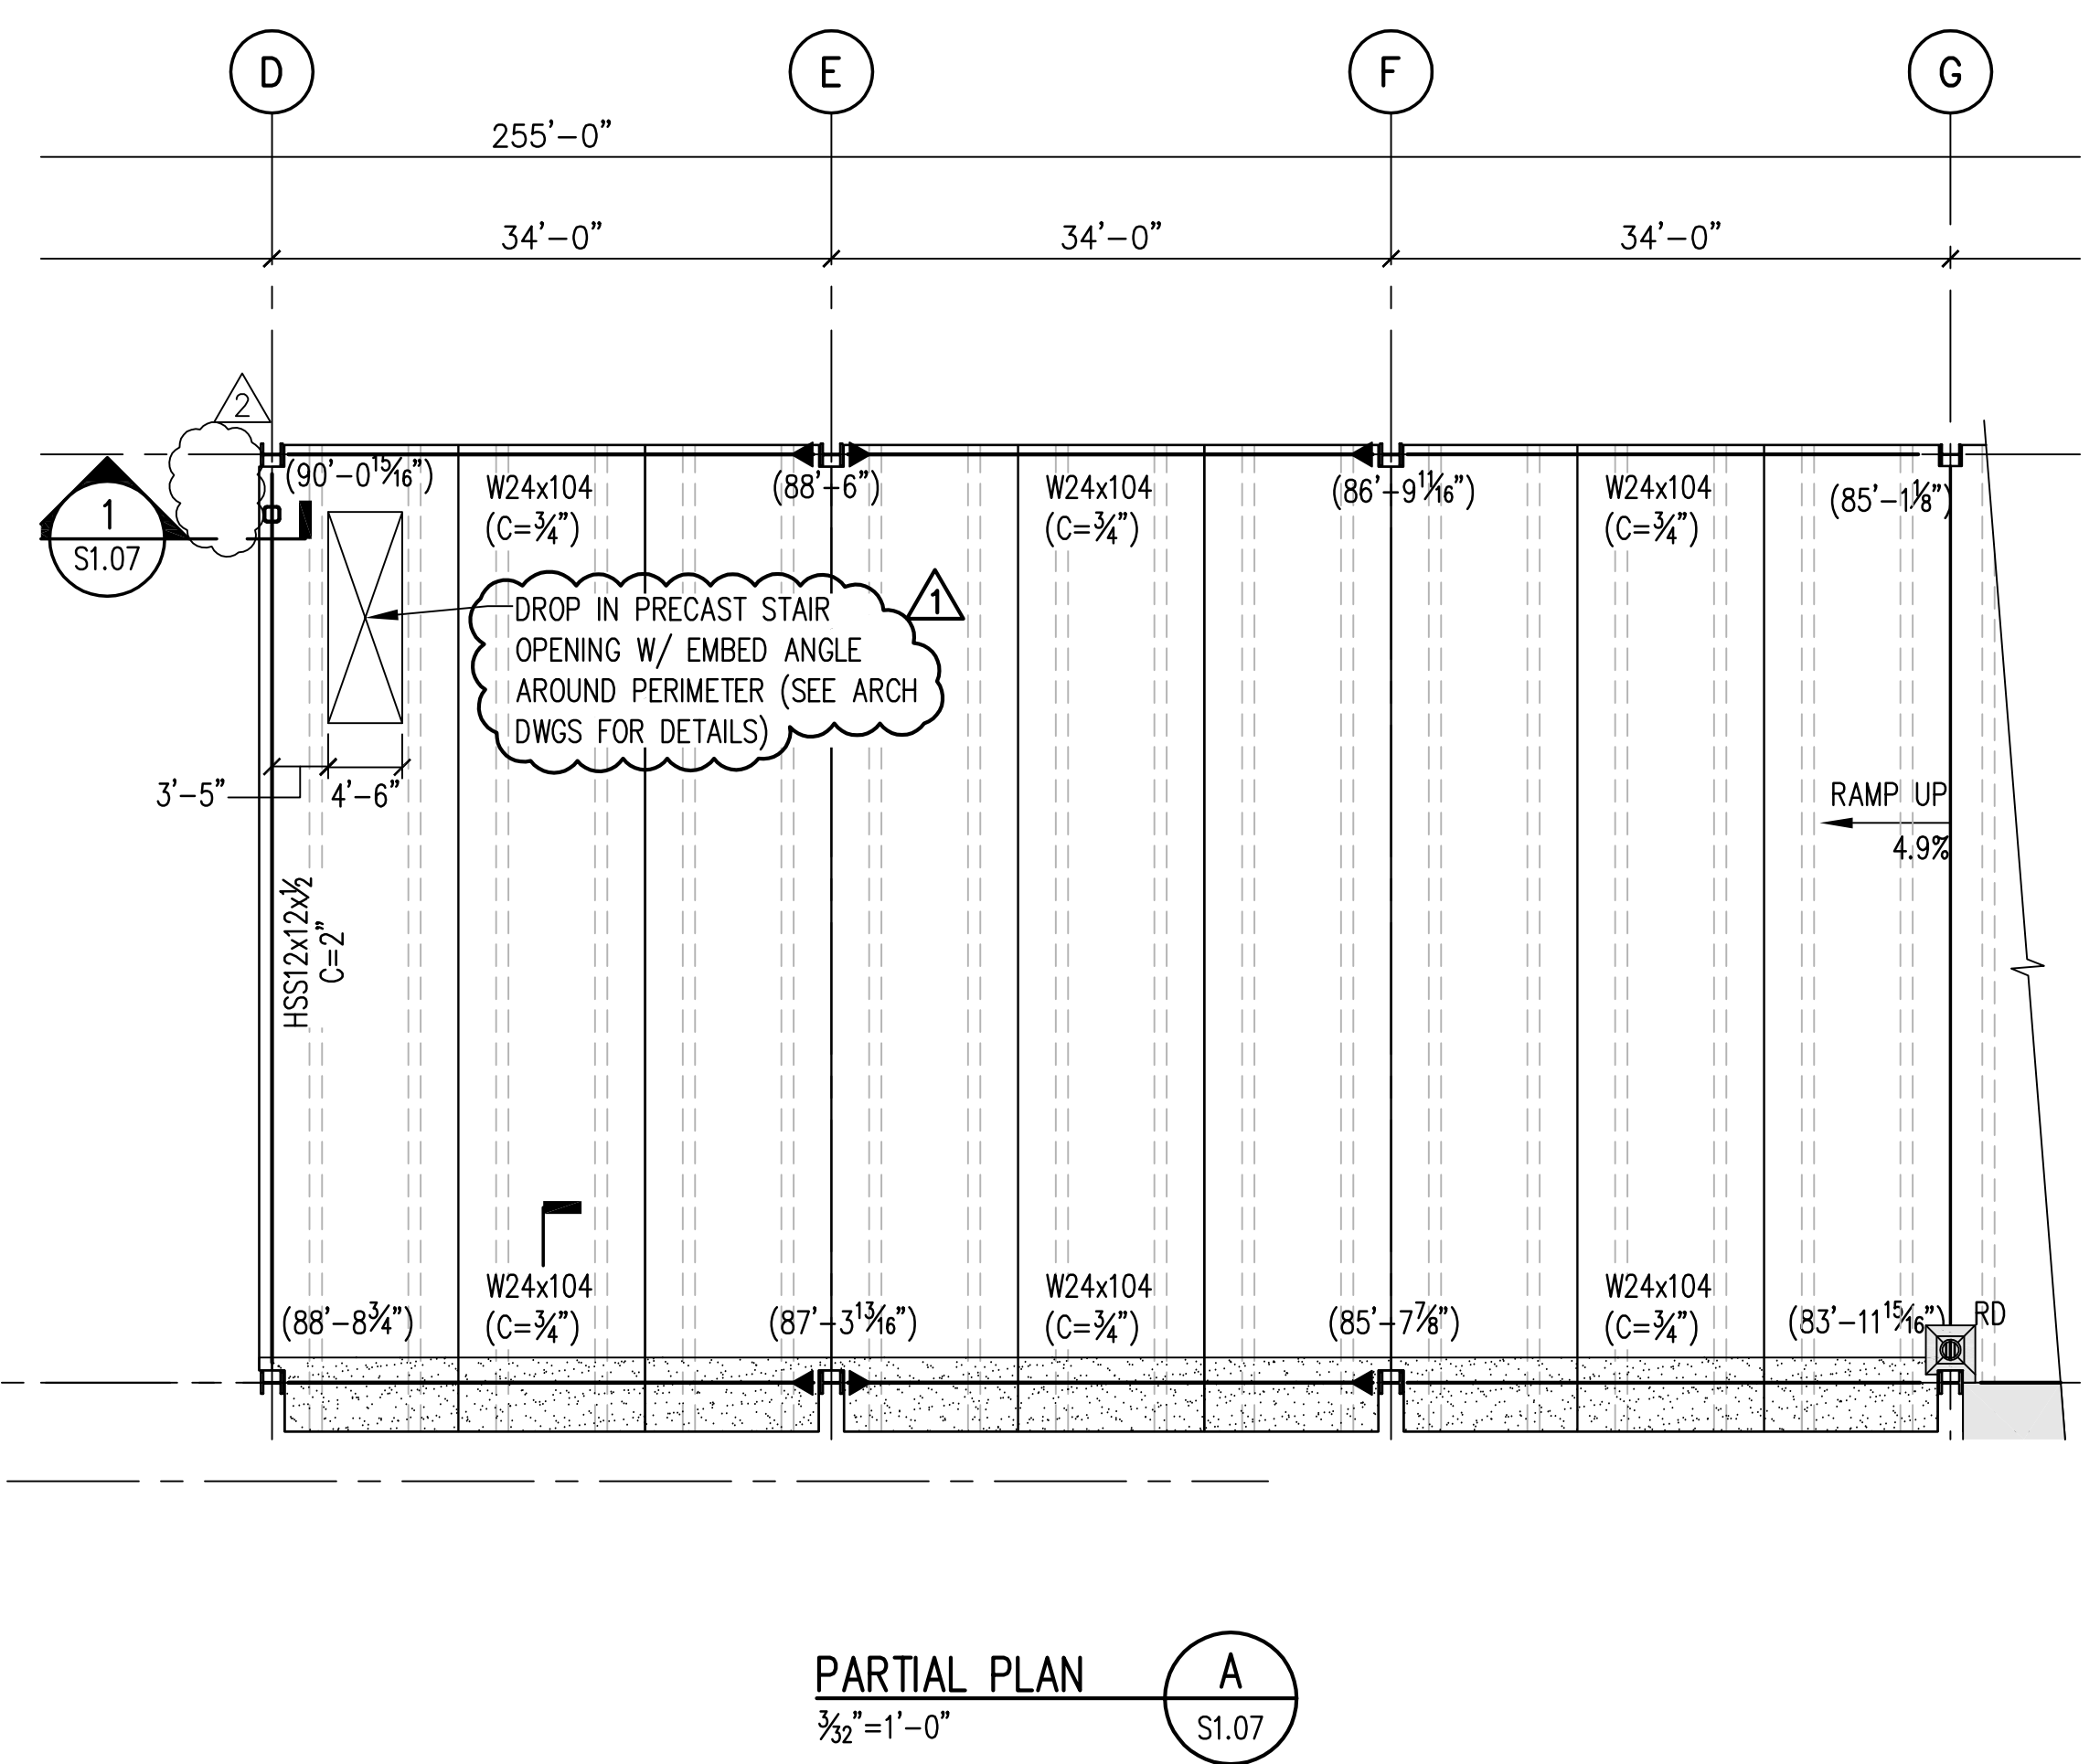 D
E
F
G
255'-0"
34'-0"
34'-0"
34'-0"
2
(90'-0 15/16")
W24x104
(C=3/4")
(88'-6")
W24x104
(C=3/4")
(86'-9 11/16")
W24x104
(C=3/4")
(85'-1 1/8")
1
S1.07
1
DROP IN PRECAST STAIR
OPENING W/ EMBED ANGLE
AROUND PERIMETER (SEE ARCH
DWGS FOR DETAILS)
3'-5"
4'-6"
RAMP UP
4.9%
HSS12x12x1/2
C=2"
(88'-8 3/4")
W24x104
(C=3/4")
(87'-3 13/16")
W24x104
(C=3/4")
(85'-7 7/8")
W24x104
(C=3/4")
(83'-11 15/16")
RD
PARTIAL PLAN
3/32"=1'-0"
A
S1.07